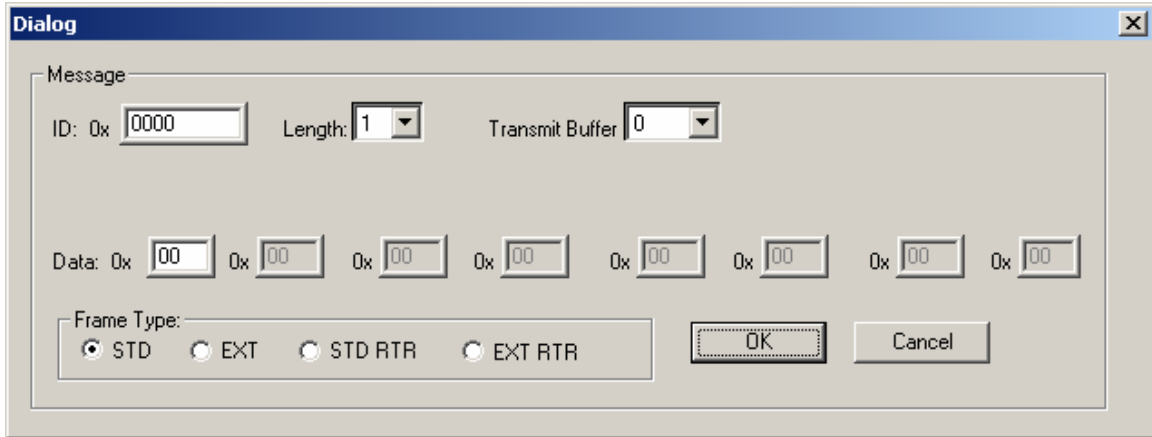 Dialog
Message
ID: 0x 0000 Length: 1 Transmit Buffer 0
Data: 0x 00 0x 00 0x 00 0x 00 0x 00 0x 00 0x 00 0x 00
Frame Type:
STD EXT STD RTR EXT RTR OK Cancel